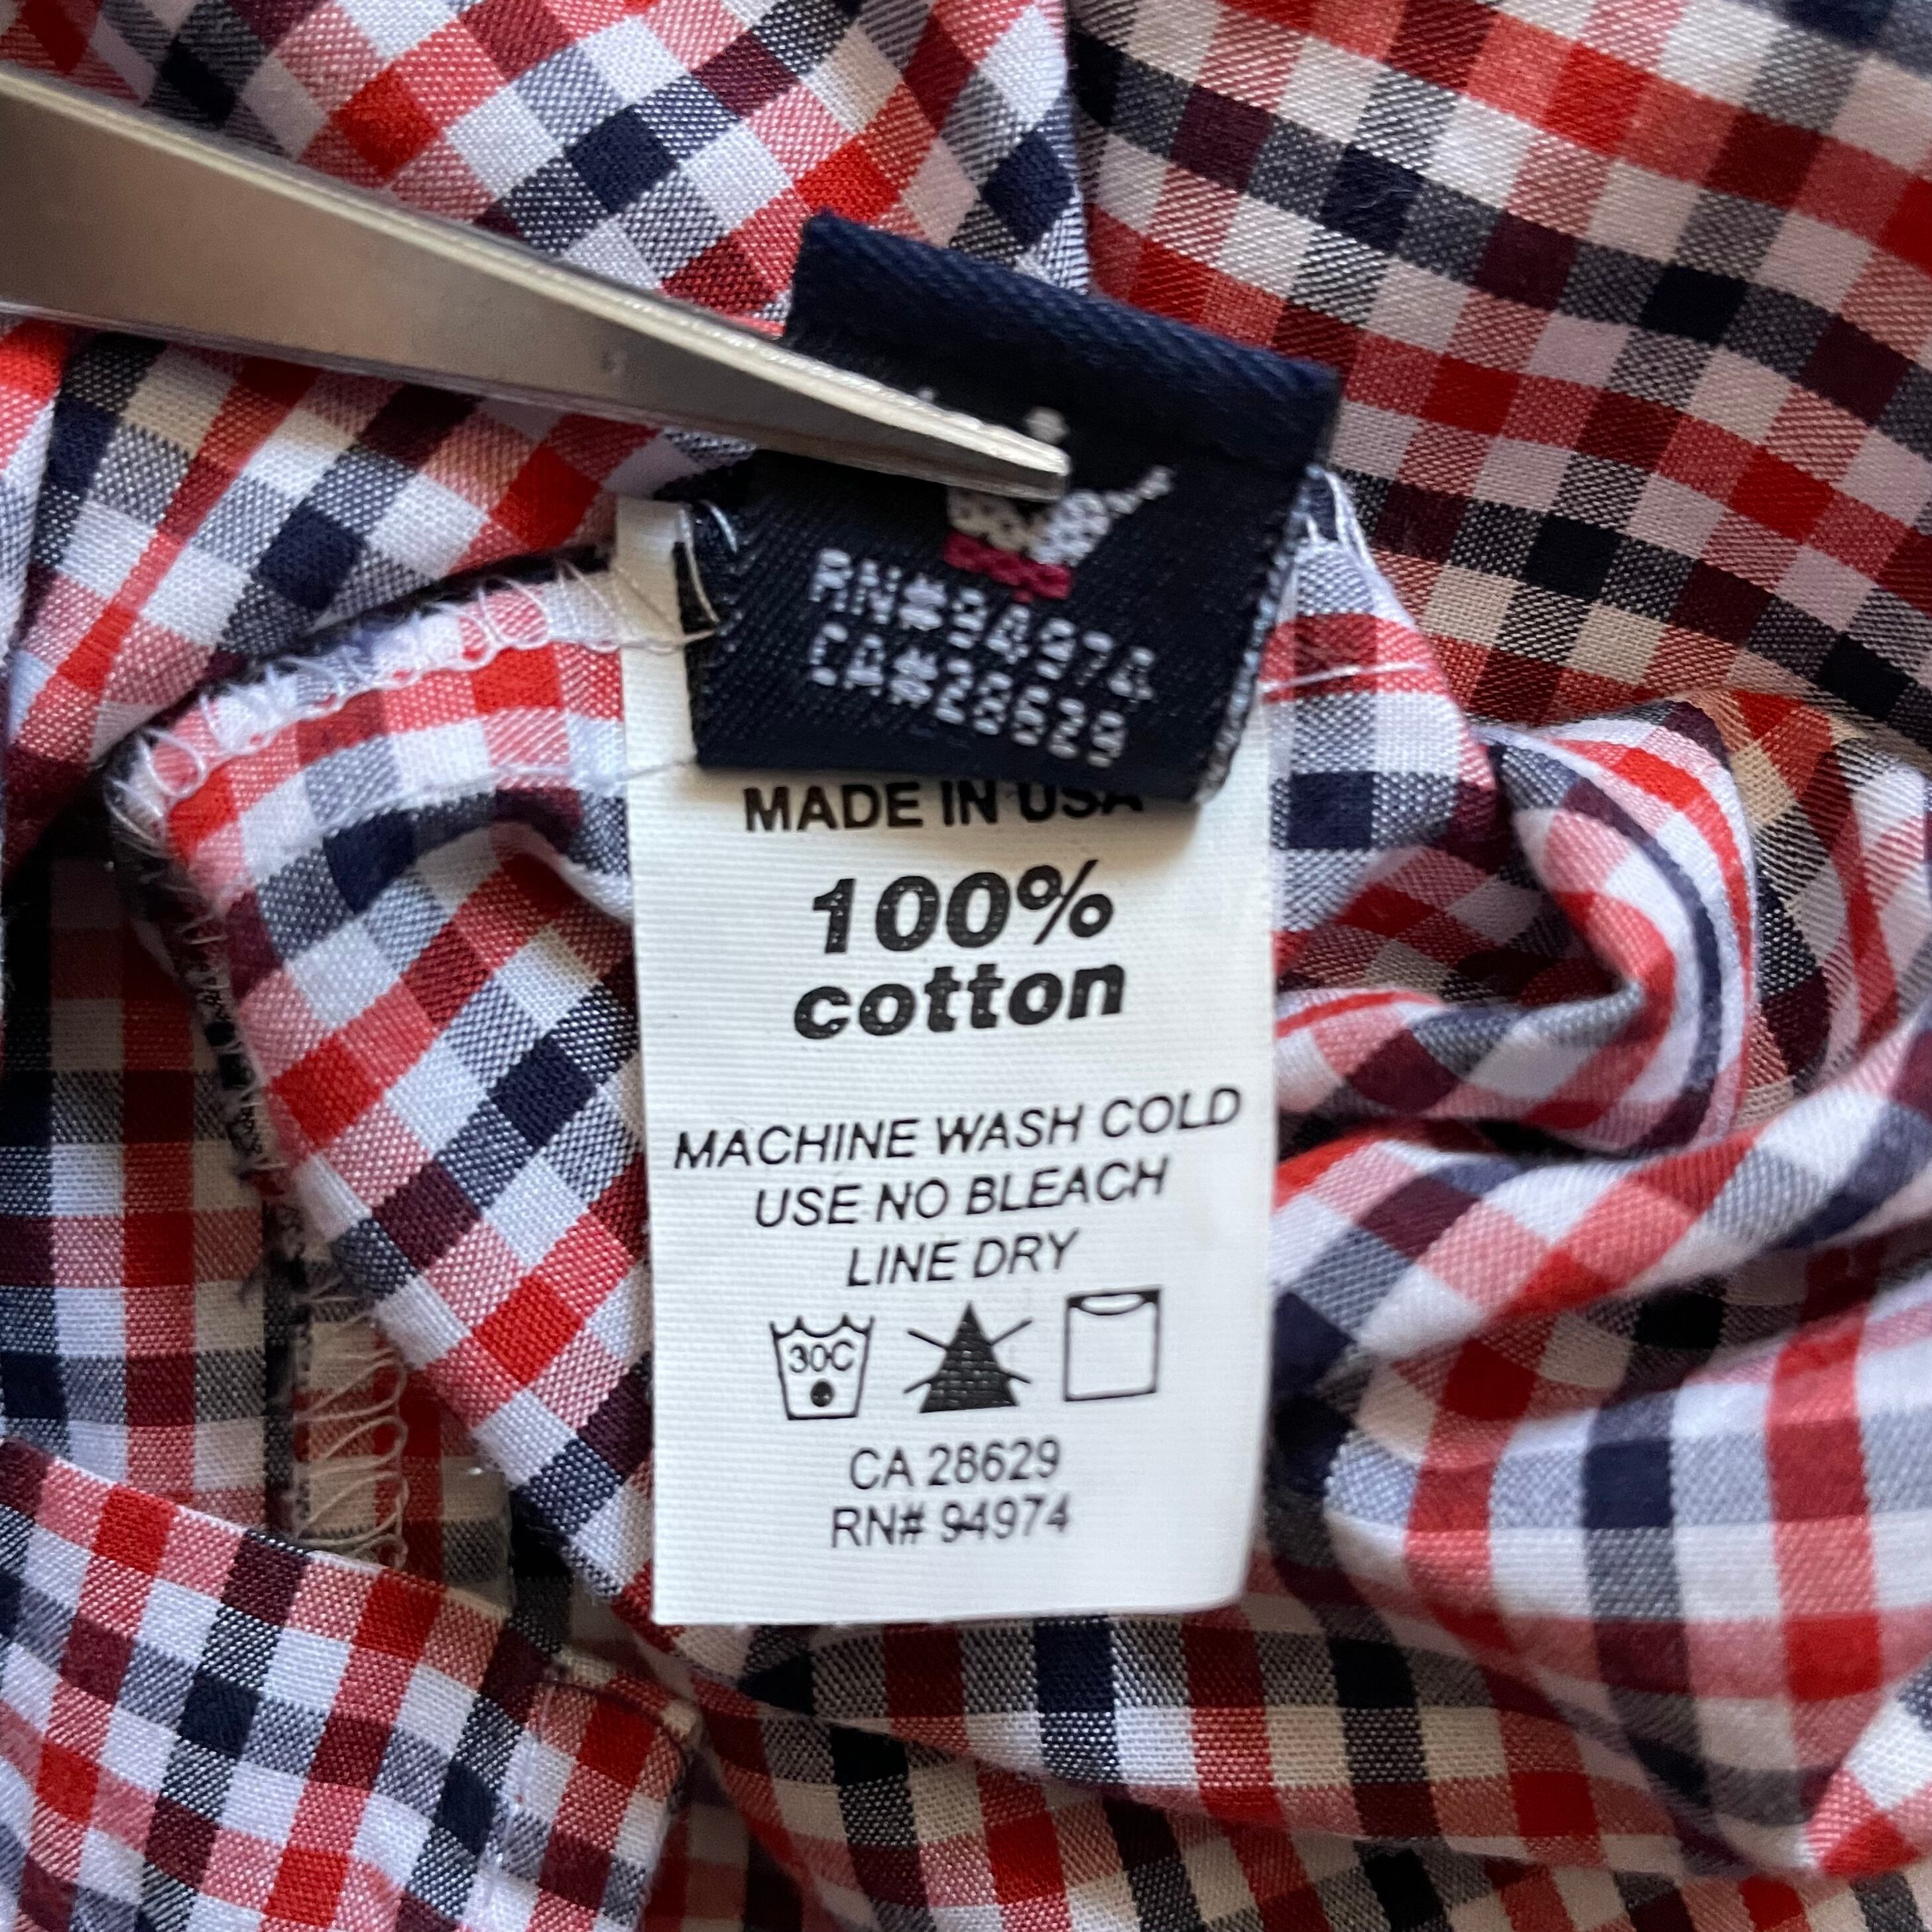 RN#94974
CA#28629
MADE IN USA
100%
cotton
MACHINE WASH COLD
USE NO BLEACH
LINE DRY
30C
CA 28629
RN# 94974